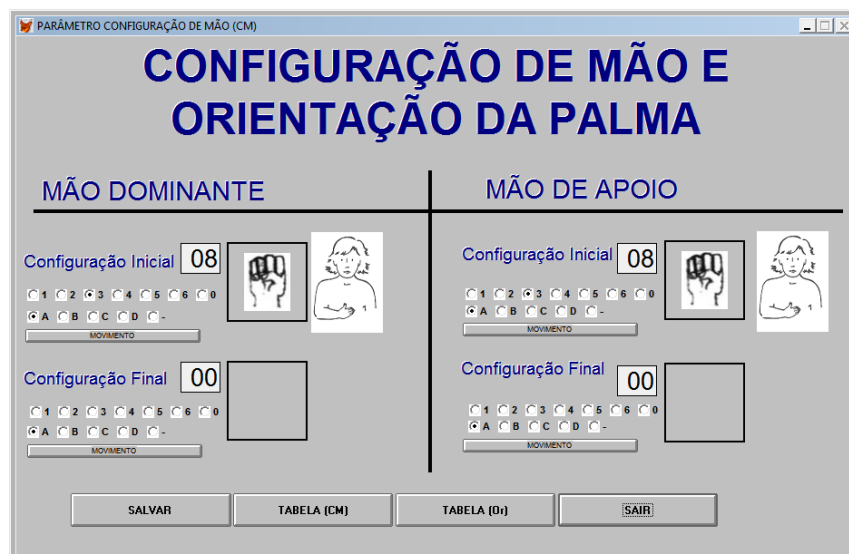 PARÂMETRO CONFIGURAÇÃO DE MÃO (CM)
CONFIGURAÇÃO DE MÃO E
ORIENTAÇÃO DA PALMA
MÃO DOMINANTE
Configuração Inicial 08
1 2 3 4 5 6 0
A B C D -
MOVIMENTO
Configuração Final 00
1 2 3 4 5 6 0
A B C D -
MOVIMENTO
MÃO DE APOIO
Configuração Inicial 08
1 2 3 4 5 6 0
A B C D -
MOVIMENTO
Configuração Final 00
1 2 3 4 5 6 0
A B C D -
MOVIMENTO
SALVAR TABELA (CM) TABELA (Or) SAIR